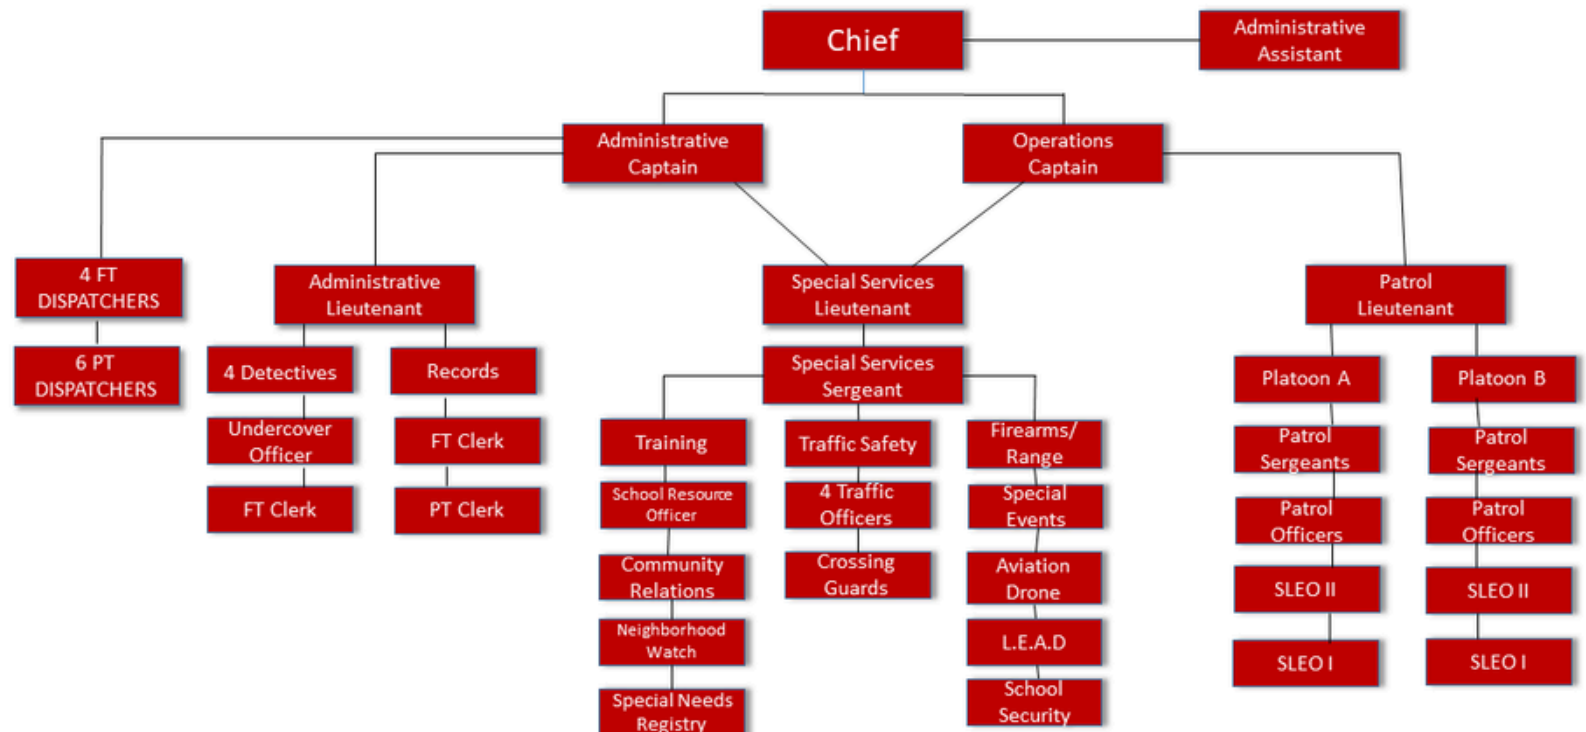 Chief
Administrative
Assistant
Administrative
Captain
Operations
Captain
4 FT
DISPATCHERS
6 PT
DISPATCHERS
Administrative
Lieutenant
4 Detectives
Undercover
Officer
FT Clerk
Records
FT Clerk
PT Clerk
Special Services
Lieutenant
Special Services
Sergeant
Training
School Resource
Officer
Community
Relations
Neighborhood
Watch
Special Needs
Registry
Traffic Safety
4 Traffic
Officers
Crossing
Guards
Firearms/
Range
Special
Events
Aviation
Drone
L.E.A.D
School
Security
Patrol
Lieutenant
Platoon A
Patrol
Sergeants
Patrol
Officers
SLEO II
SLEO I
Platoon B
Patrol
Sergeants
Patrol
Officers
SLEO II
SLEO I